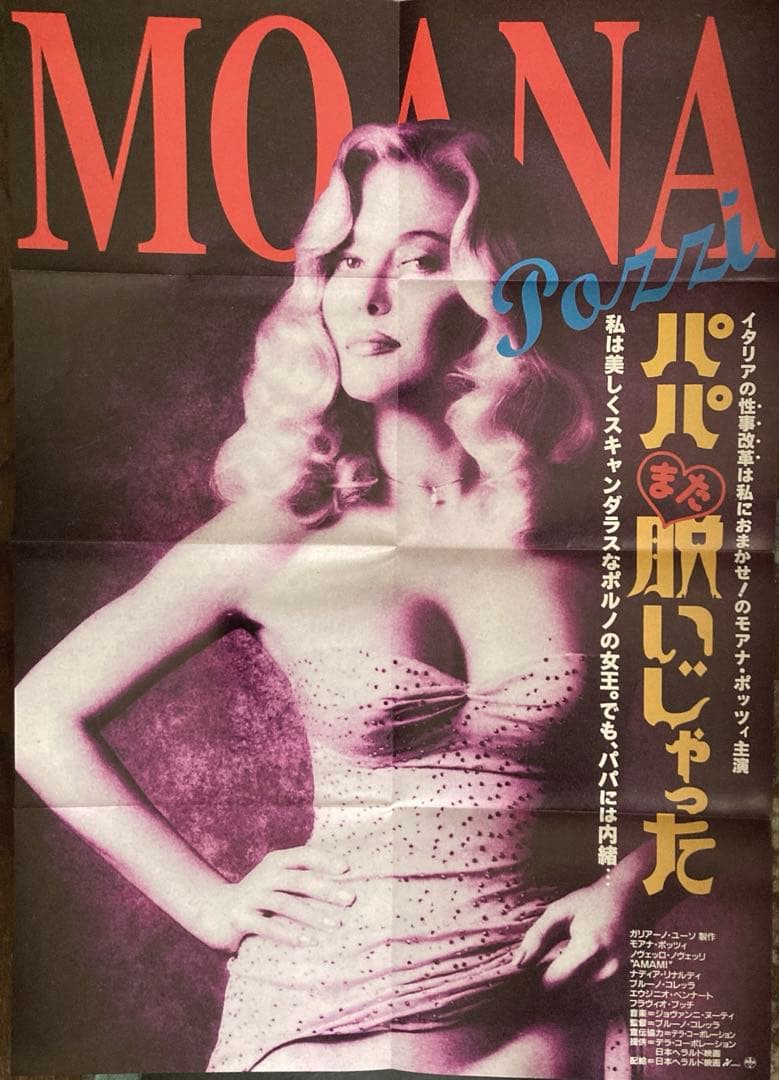 MOANA
Pozzi
イタリアの性事改革は私におまかせ!のモアナ・ポッツィ主演
パパまた脱いじゃった
私は美しくスキャンダラスなポルノの女王。でも、パパには内緒…
ガリアーノ・ユーソ 製作
モアナ・ポッツィ
ノヴェッロ・ノヴェッリ
"AMAMI"
ナディア・リナルディ
ブルーノ・コレッラ
エウジニオ・ベンナート
フラヴィオ・ブッチ
音楽=ジョヴァンニ・ヌーティ
監督=ブルーノ・コレッラ
宣伝協力=テラ・コーポレーション
提供=テラ・コーポレーション
日本ヘラルド映画
配給=日本ヘラルド映画